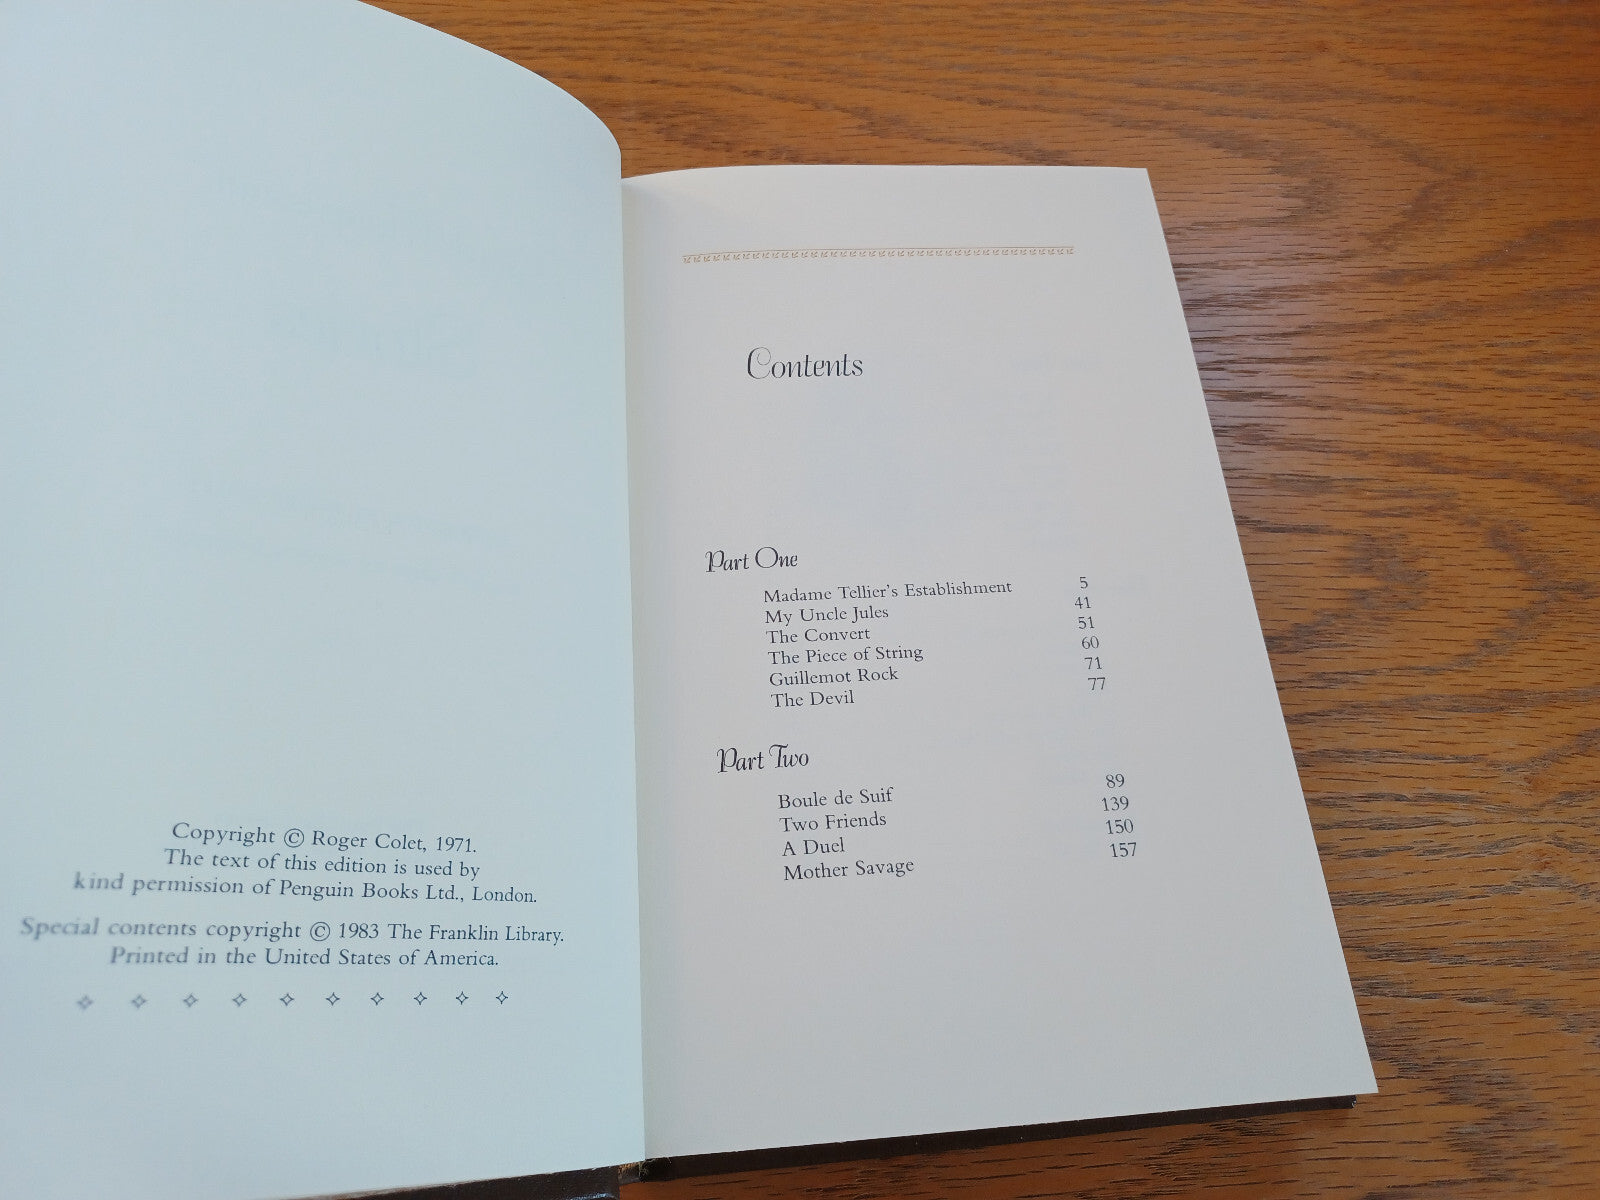 Copyright © Roger Colet, 1971.
The text of this edition is used by
kind permission of Penguin Books Ltd., London.
Special contents copyright © 1983 The Franklin Library.
Printed in the United States of America.
Contents
Part One
Madame Tellier's Establishment 5
My Uncle Jules 41
The Convert 51
The Piece of String 60
Guillemot Rock 71
The Devil 77
Part Two
Boule de Suif 89
Two Friends 139
A Duel 150
Mother Savage 157